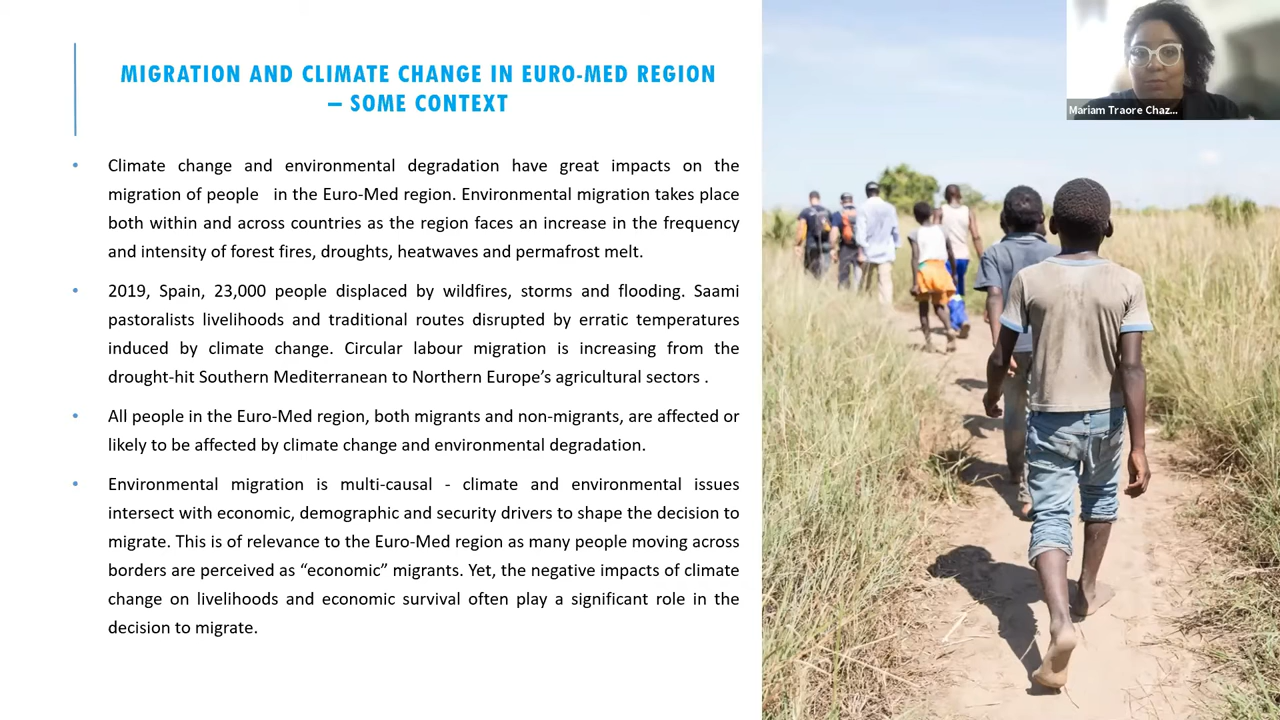 MIGRATION AND CLIMATE CHANGE IN EURO-MED REGION
– SOME CONTEXT
Mariam Traore Chaz...
• Climate change and environmental degradation have great impacts on the
migration of people in the Euro-Med region. Environmental migration takes place
both within and across countries as the region faces an increase in the frequency
and intensity of forest fires, droughts, heatwaves and permafrost melt.
• 2019, Spain, 23,000 people displaced by wildfires, storms and flooding. Saami
pastoralists livelihoods and traditional routes disrupted by erratic temperatures
induced by climate change. Circular labour migration is increasing from the
drought-hit Southern Mediterranean to Northern Europe’s agricultural sectors .
• All people in the Euro-Med region, both migrants and non-migrants, are affected or
likely to be affected by climate change and environmental degradation.
• Environmental migration is multi-causal - climate and environmental issues
intersect with economic, demographic and security drivers to shape the decision to
migrate. This is of relevance to the Euro-Med region as many people moving across
borders are perceived as “economic” migrants. Yet, the negative impacts of climate
change on livelihoods and economic survival often play a significant role in the
decision to migrate.